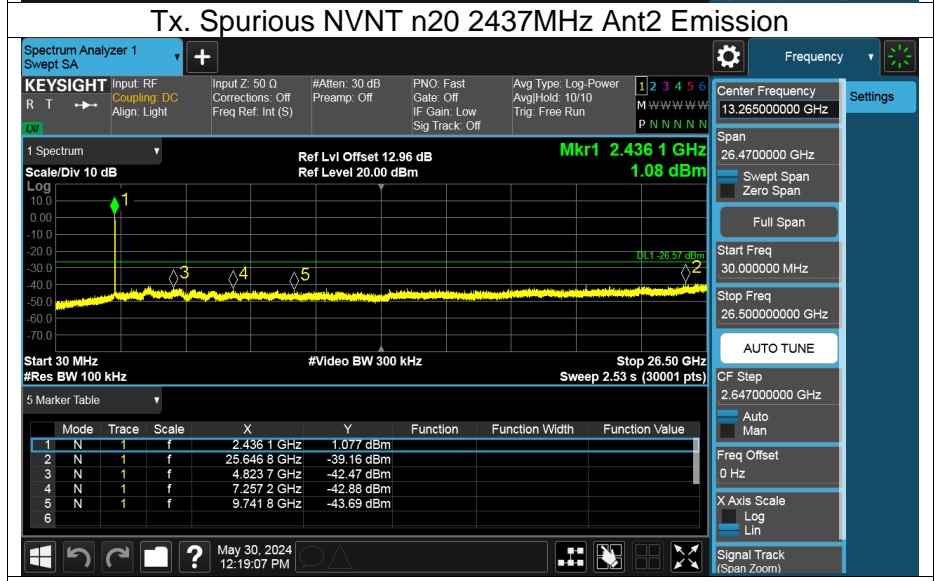 Tx. Spurious NVNT n20 2437MHz Ant2 Emission
Spectrum Analyzer 1
Swept SA
+
Frequency
KEYSIGHT
R T
LXI
Input: RF
Coupling: DC
Align: Light
Input Z: 50 Ω
Corrections: Off
Freq Ref: Int (S)
#Atten: 30 dB
Preamp: Off
PNO: Fast
Gate: Off
IF Gain: Low
Sig Track: Off
Avg Type: Log-Power
Avg|Hold: 10/10
Trig: Free Run
1 2 3 4 5 6
M W W W W W
P N N N N N
1 Spectrum
Scale/Div 10 dB
Ref Lvl Offset 12.96 dB
Ref Level 20.00 dBm
Mkr1 2.436 1 GHz
1.08 dBm
Log
10.0
0.00
-10.0
-20.0
-30.0
-40.0
-50.0
-60.0
-70.0
1
3
4
5
2
DL1 -26.57 dBm
Start 30 MHz
#Res BW 100 kHz
#Video BW 300 kHz
Stop 26.50 GHz
Sweep 2.53 s (30001 pts)
5 Marker Table
Mode Trace Scale X Y Function Function Width Function Value
1 N 1 f 2.436 1 GHz 1.077 dBm
2 N 1 f 25.646 8 GHz -39.16 dBm
3 N 1 f 4.823 7 GHz -42.47 dBm
4 N 1 f 7.257 2 GHz -42.88 dBm
5 N 1 f 9.741 8 GHz -43.69 dBm
6
?
May 30, 2024
12:19:07 PM
Center Frequency
13.265000000 GHz
Settings
Span
26.4700000 GHz
Swept Span
Zero Span
Full Span
Start Freq
30.000000 MHz
Stop Freq
26.500000000 GHz
AUTO TUNE
CF Step
2.647000000 GHz
Auto
Man
Freq Offset
0 Hz
X Axis Scale
Log
Lin
Signal Track
(Span Zoom)